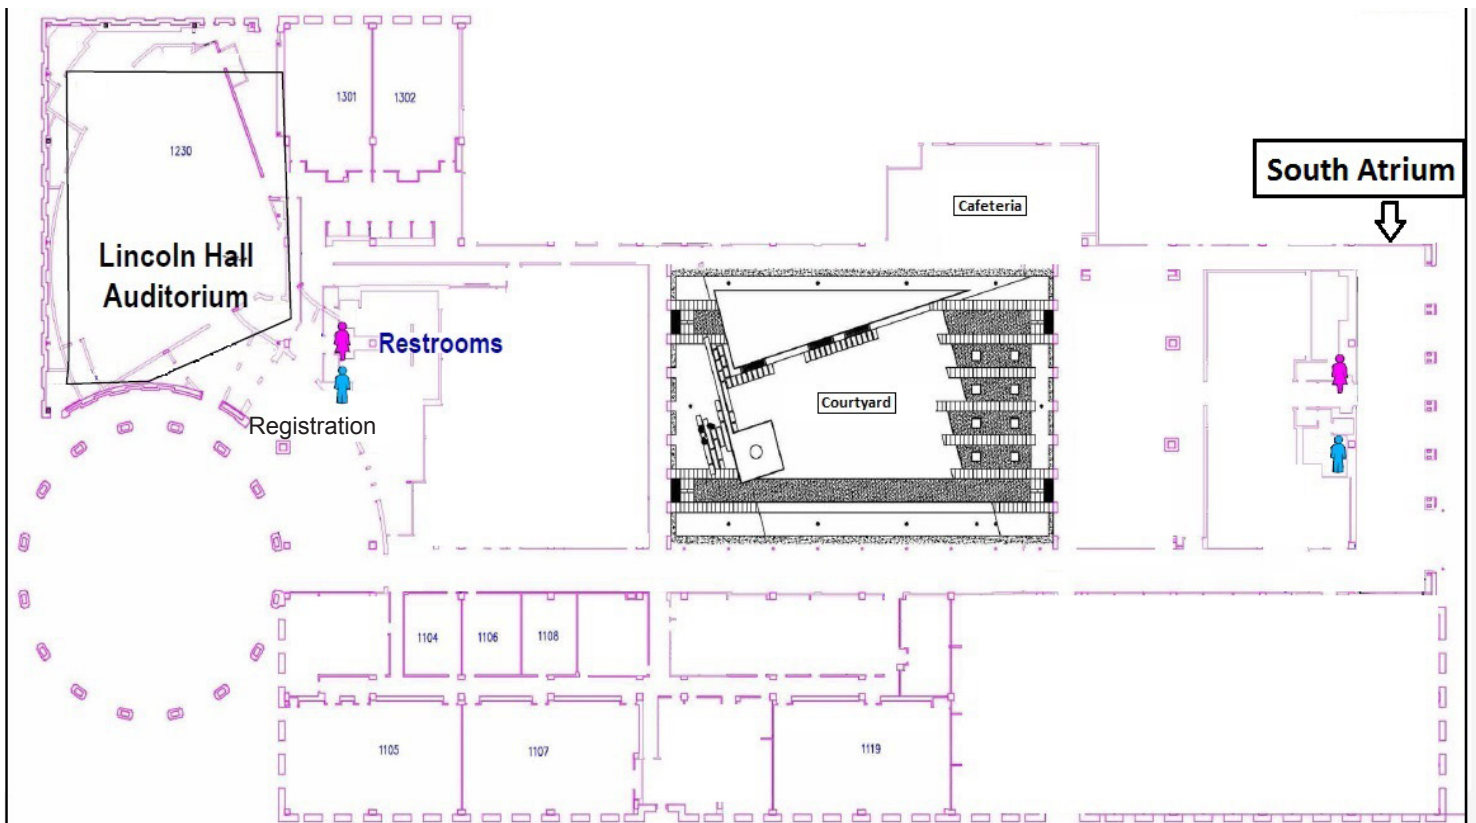 1301
1302
1230
South Atrium
Cafeteria
Lincoln Hall
Auditorium
Restrooms
Courtyard
Registration
1104
1106
1108
1105
1107
1119